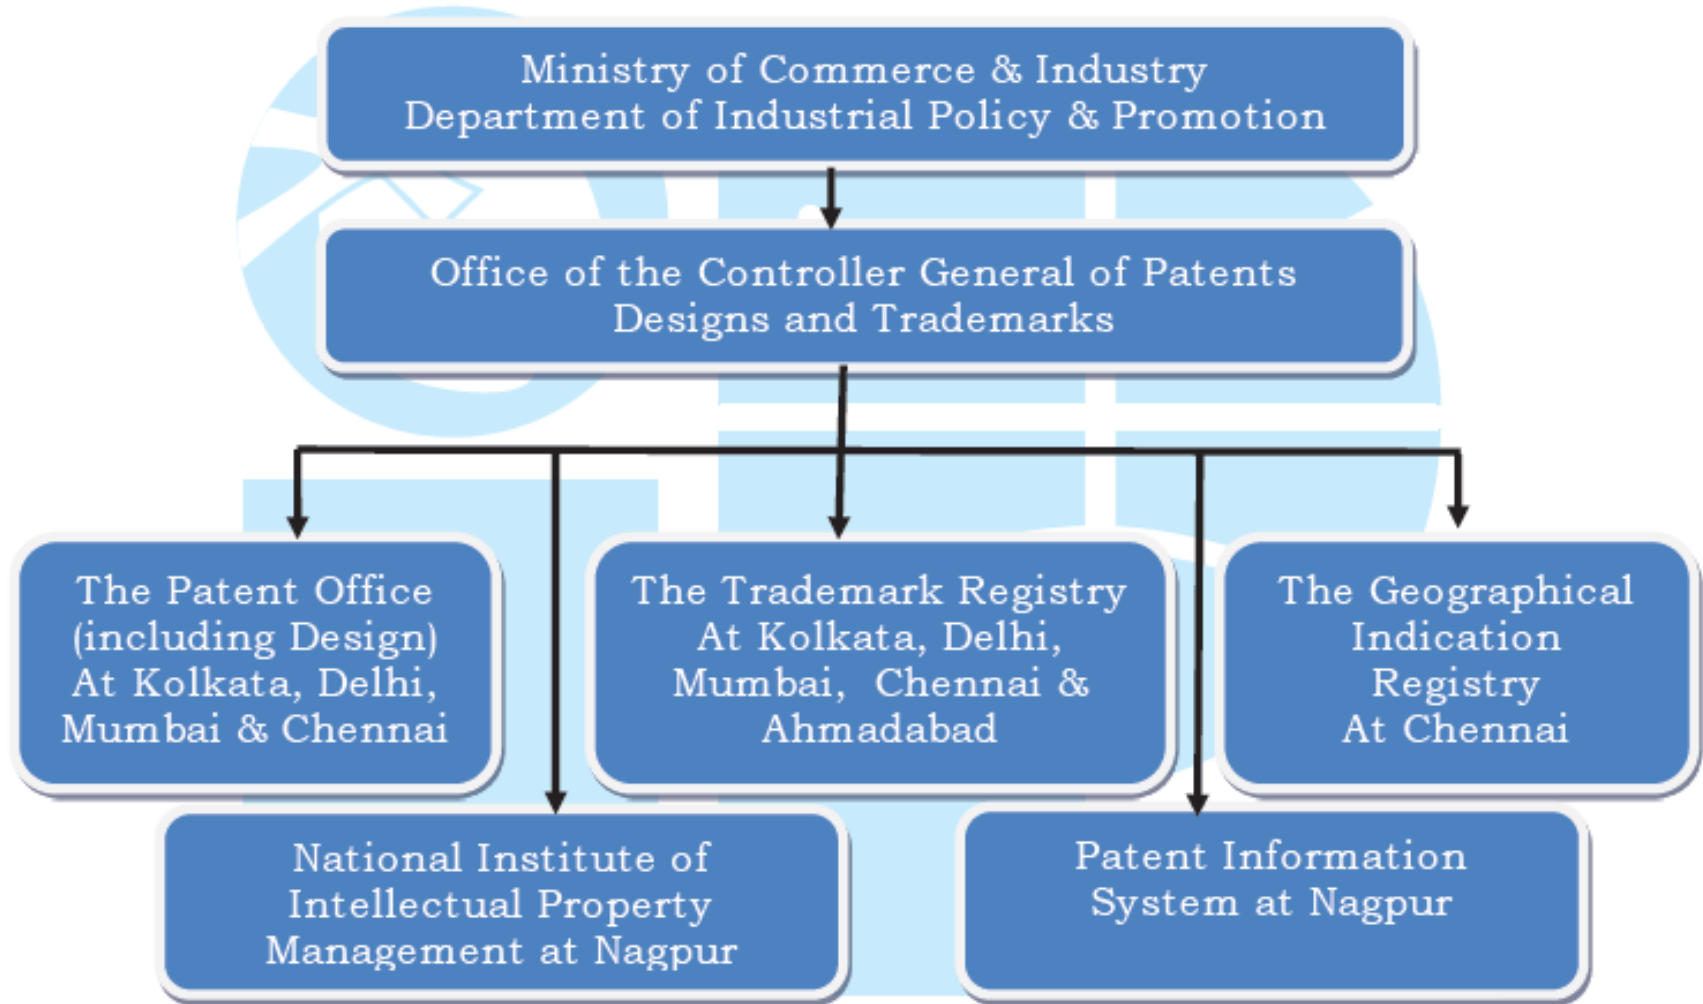 Ministry of Commerce & Industry
Department of Industrial Policy & Promotion
Office of the Controller General of Patents
Designs and Trademarks
The Patent Office
(including Design)
At Kolkata, Delhi,
Mumbai & Chennai
The Trademark Registry
At Kolkata, Delhi,
Mumbai, Chennai &
Ahmadabad
The Geographical
Indication
Registry
At Chennai
National Institute of
Intellectual Property
Management at Nagpur
Patent Information
System at Nagpur